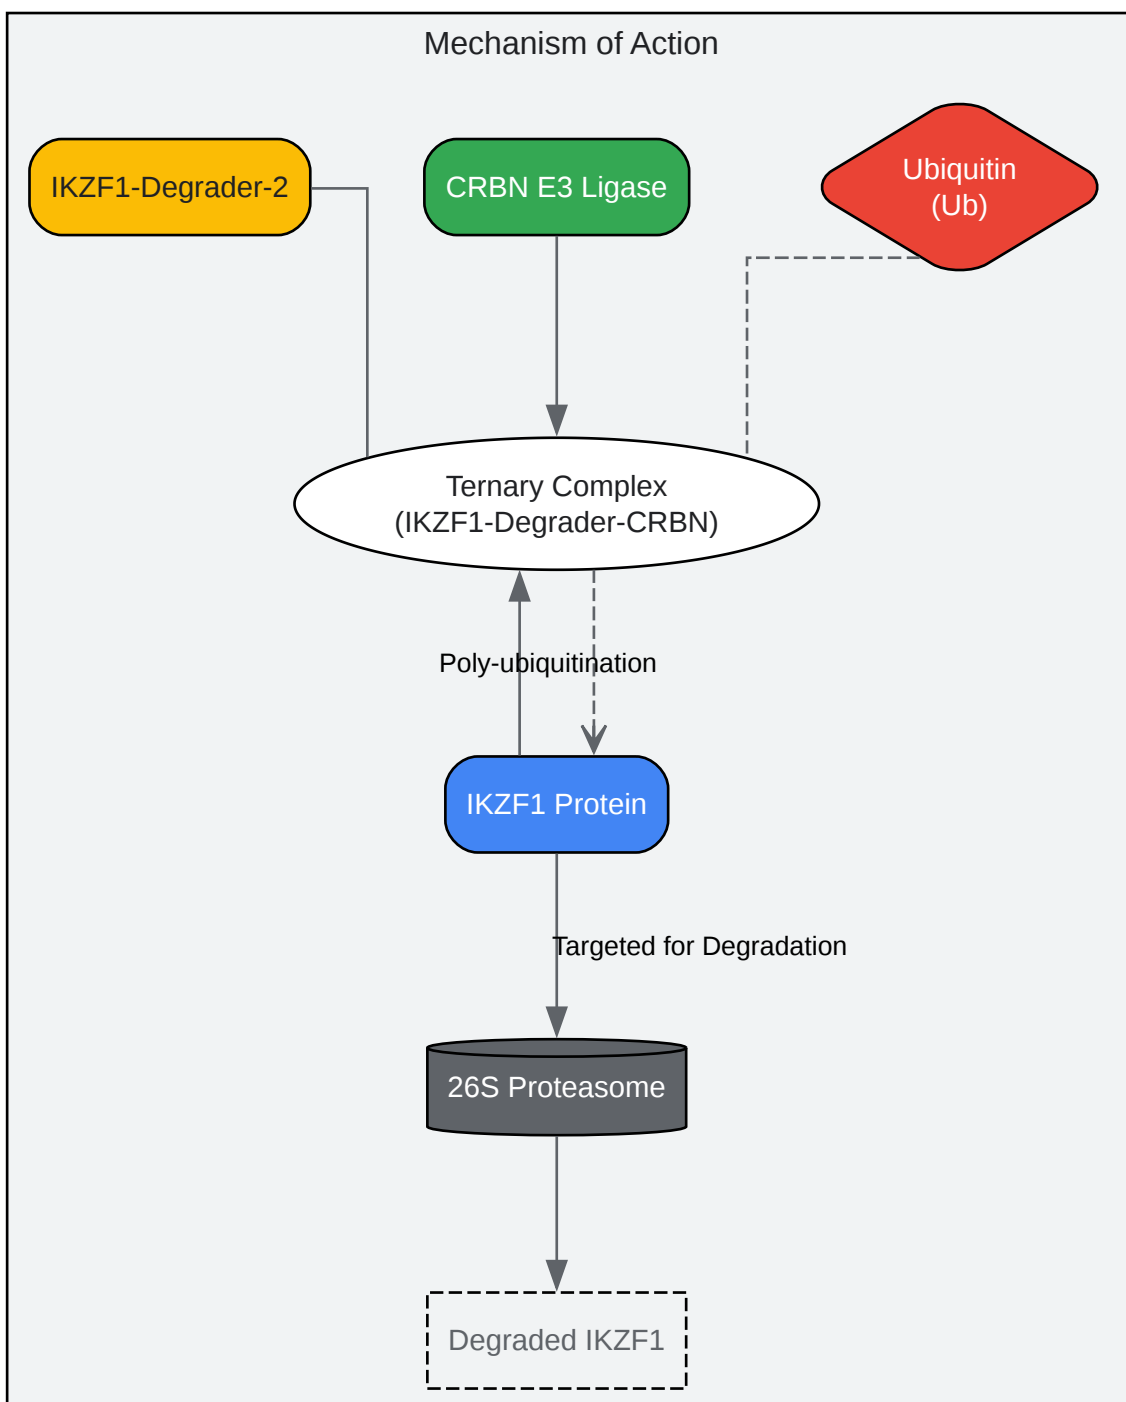 Mechanism of Action
IKZF1-Degrader-2
CRBN E3 Ligase
Ubiquitin
(Ub)
Ternary Complex
(IKZF1-Degrader-CRBN)
Poly-ubiquitination
IKZF1 Protein
Targeted for Degradation
26S Proteasome
Degraded IKZF1